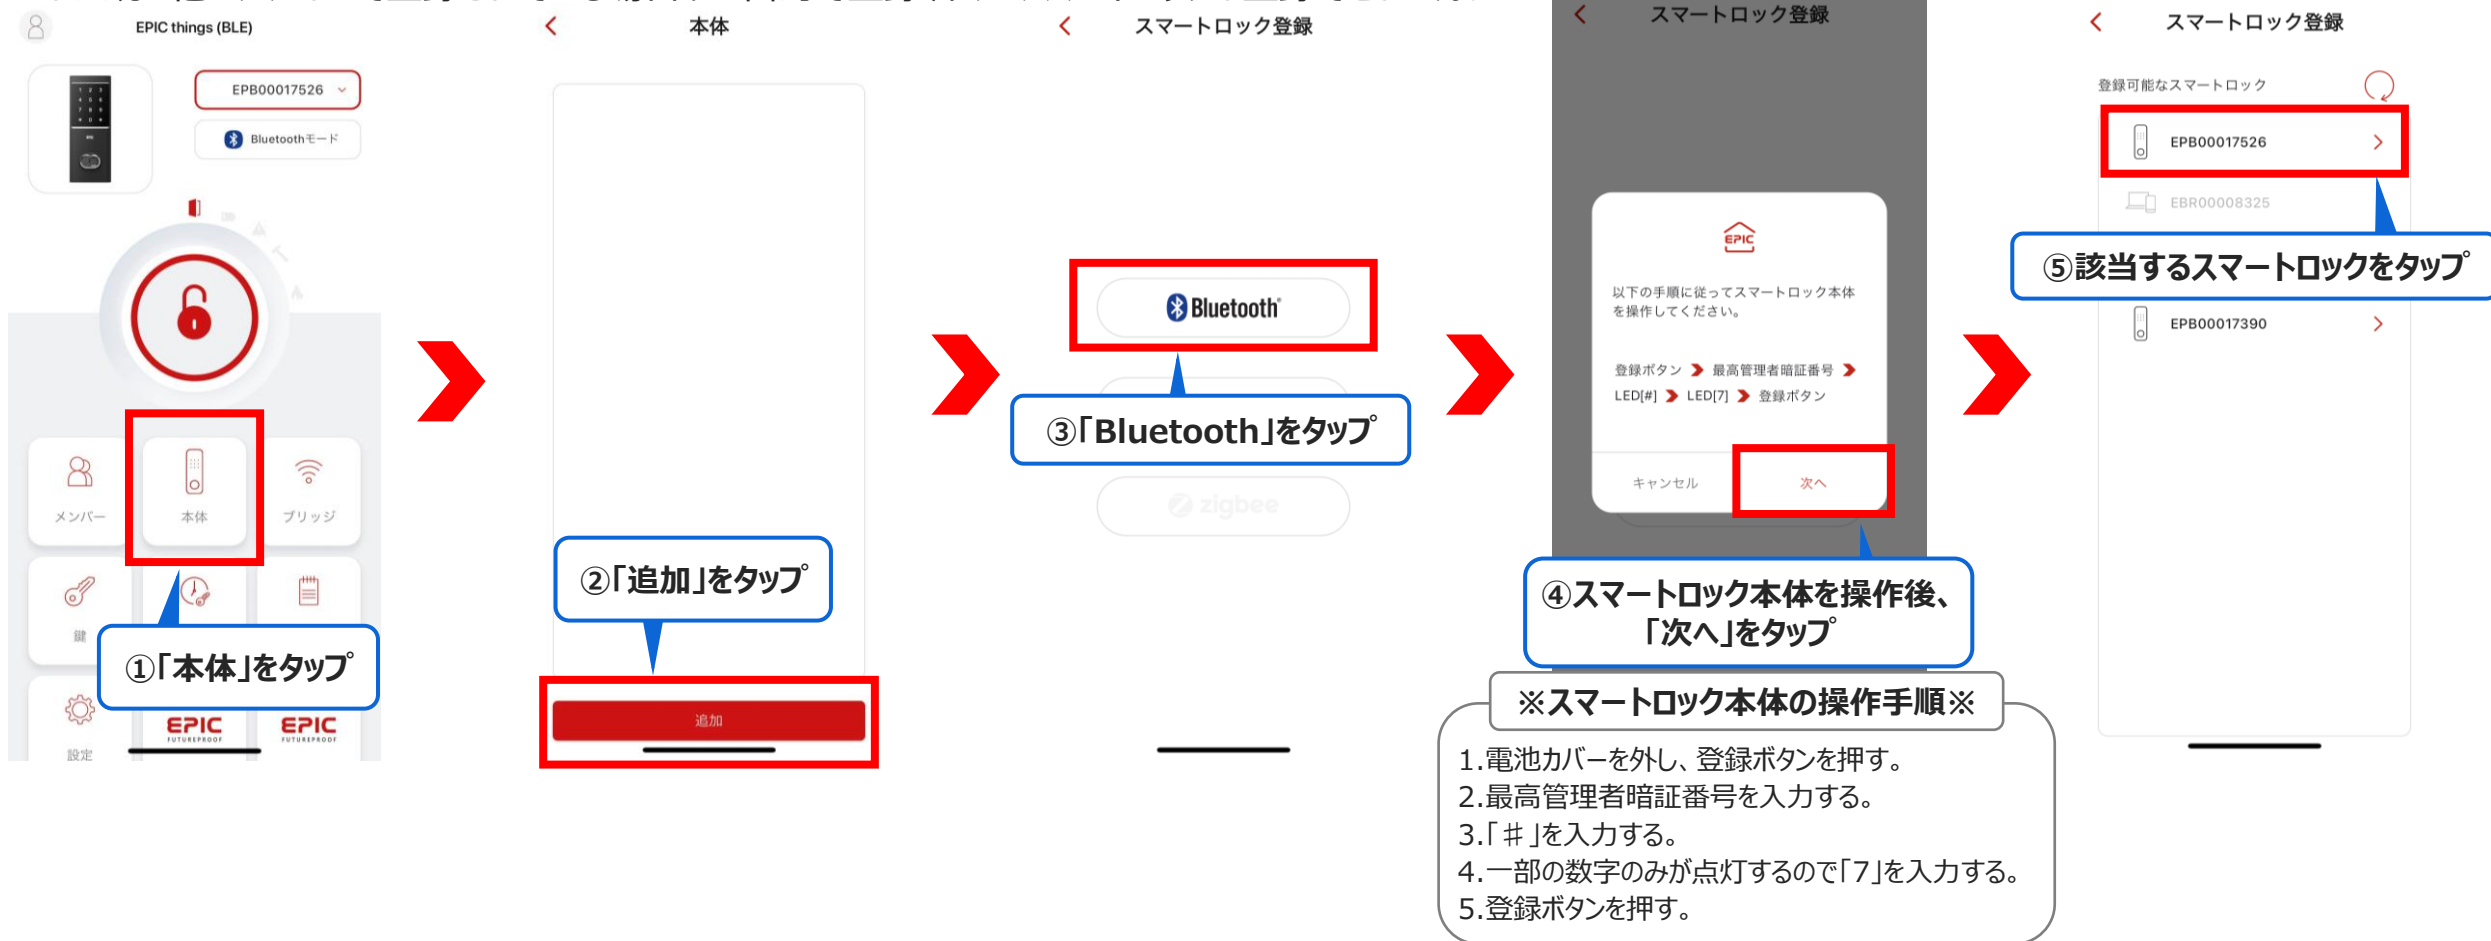 EPIC things (BLE)
EPB00017526
Bluetoothモード
メンバー
本体
ブリッジ
鍵
①「本体」をタップ
設定
EPIC
FUTUREPROOF
EPIC
FUTUREPROOF
本体
②「追加」をタップ
追加
スマートロック登録
Bluetooth
③「Bluetooth」をタップ
zigbee
スマートロック登録
EPIC
以下の手順に従ってスマートロック本体
を操作してください。
登録ボタン 最高管理者暗証番号
LED[#] LED[7] 登録ボタン
キャンセル
次へ
④スマートロック本体を操作後、
「次へ」をタップ
※スマートロック本体の操作手順※
1.電池カバーを外し、登録ボタンを押す。
2.最高管理者暗証番号を入力する。
3.「♯」を入力する。
4.一部の数字のみが点灯するので「7」を入力する。
5.登録ボタンを押す。
スマートロック登録
登録可能なスマートロック
EPB00017526
EBR00008325
⑤該当するスマートロックをタップ
EPB00017390